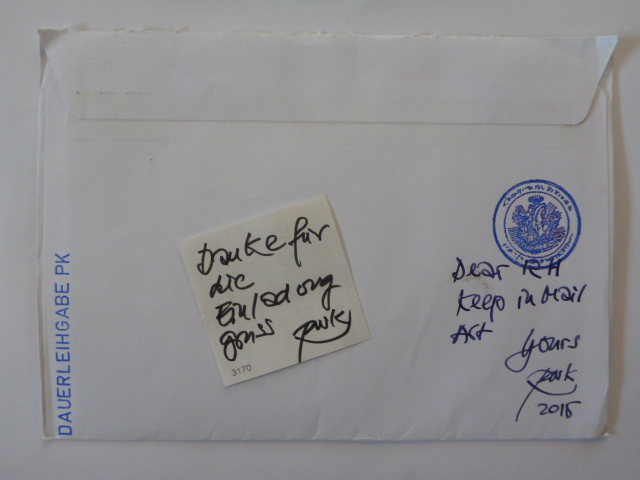 DAUERLEIHGABE PK
Danke für
die
Einladung
gruss
3170
Dear RH
Keep in Mail
Art
Yours
2015